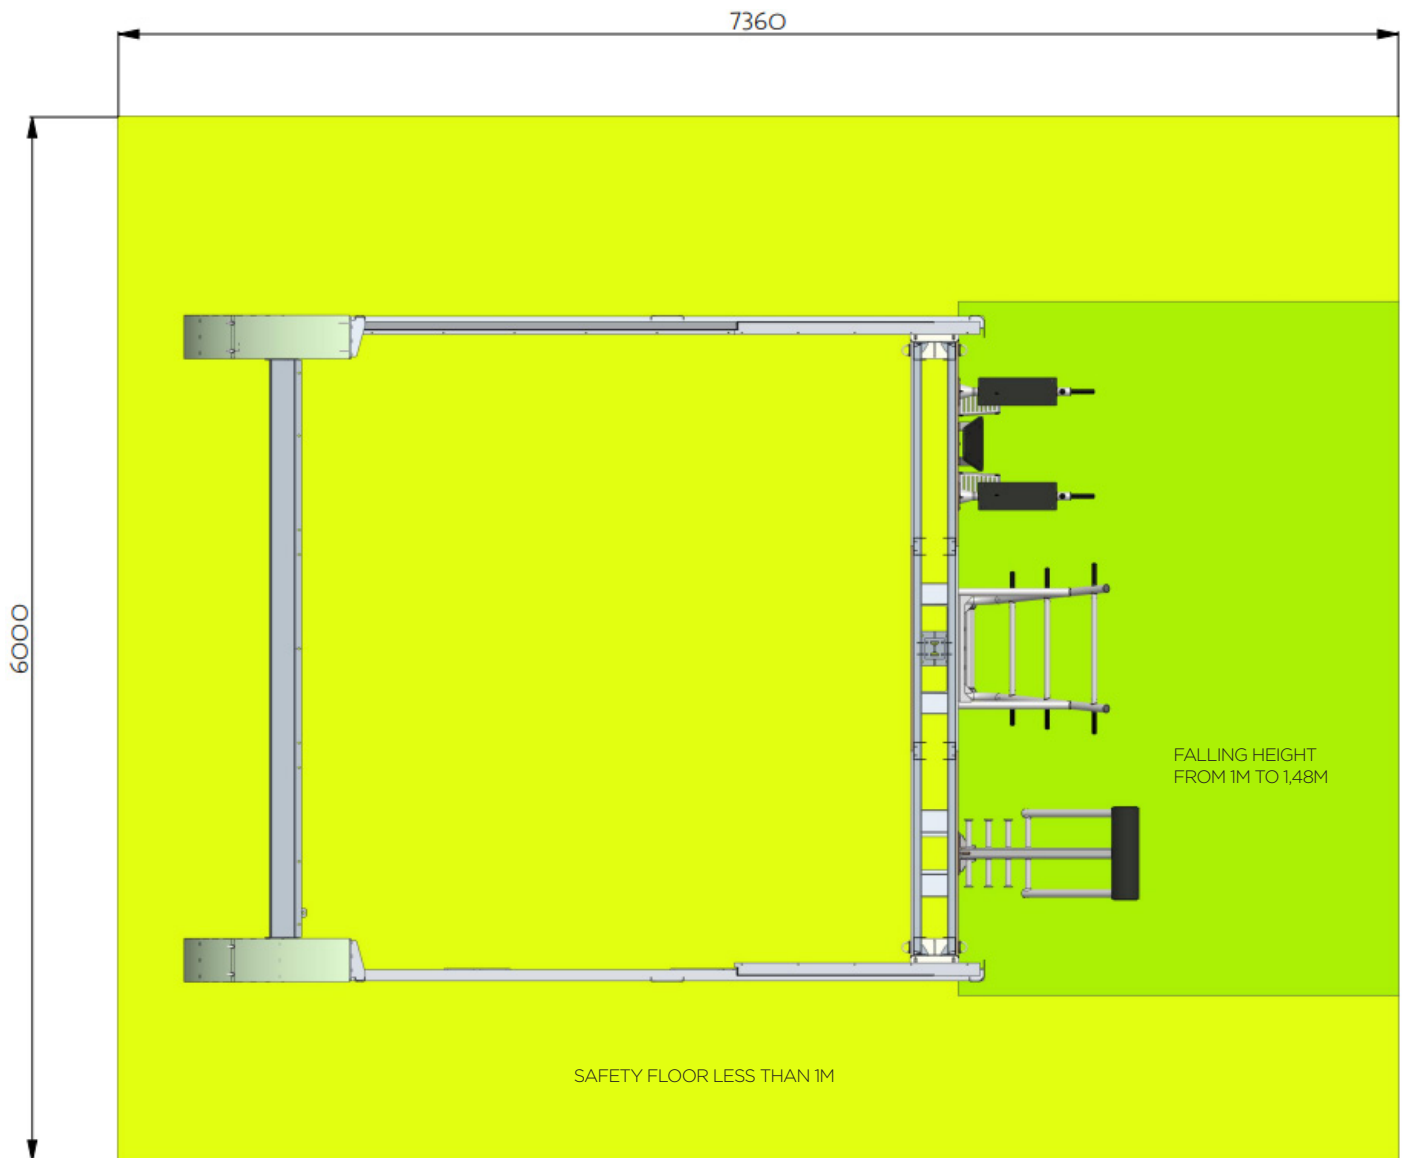 7360
6000
FALLING HEIGHT
FROM 1M TO 1,48M
SAFETY FLOOR LESS THAN 1M